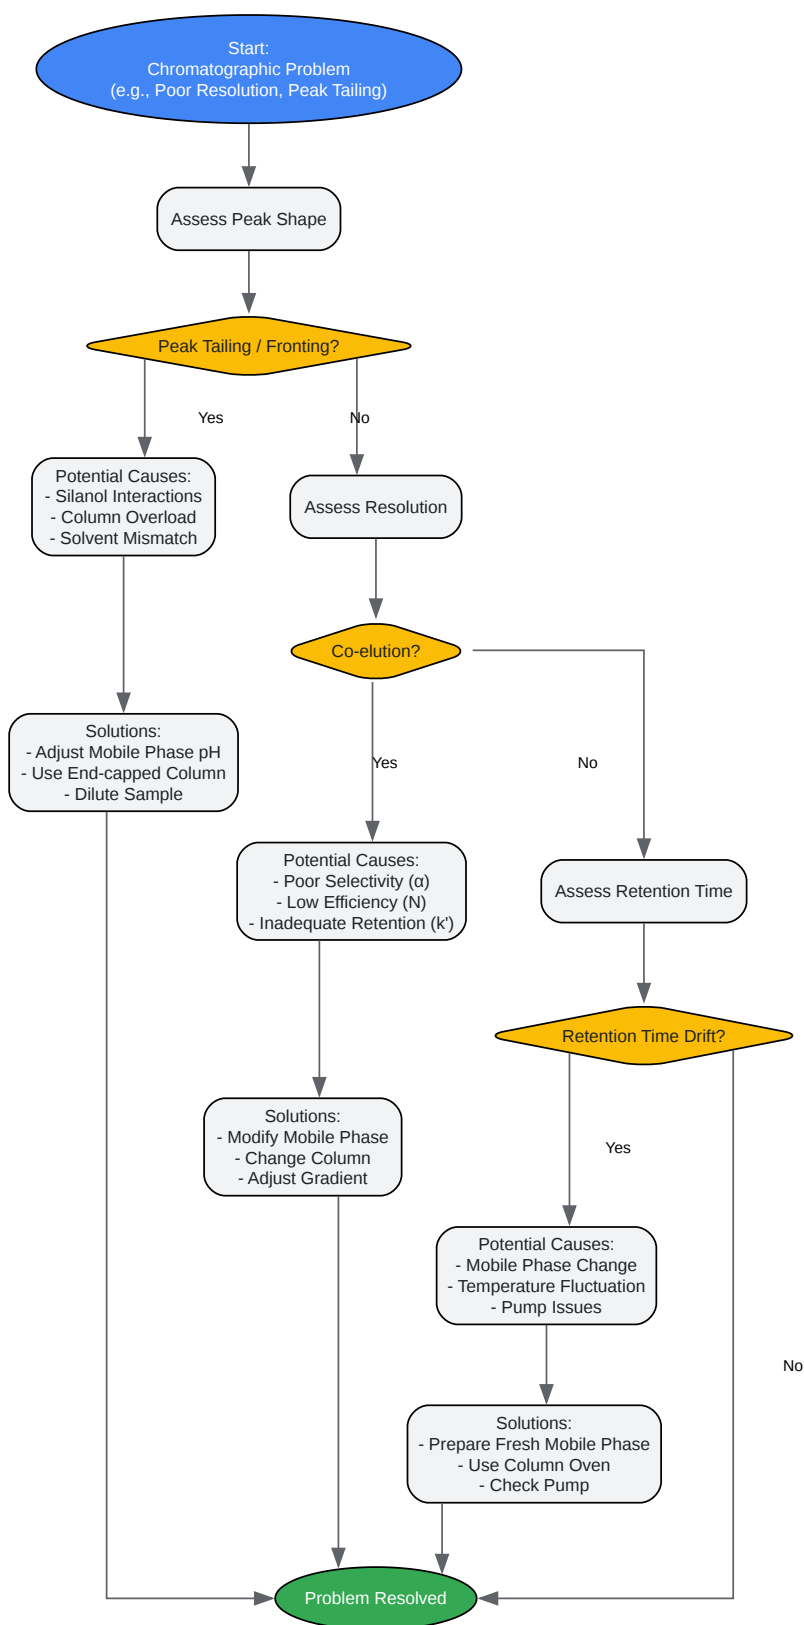 Start:
Chromatographic Problem
(e.g., Poor Resolution, Peak Tailing)
Assess Peak Shape
Peak Tailing / Fronting?
Yes
No
Potential Causes:
- Silanol Interactions
- Column Overload
- Solvent Mismatch
Assess Resolution
Co-elution?
Solutions:
- Adjust Mobile Phase pH
- Use End-capped Column
- Dilute Sample
Yes
No
Potential Causes:
- Poor Selectivity (α)
- Low Efficiency (N)
- Inadequate Retention (k')
Assess Retention Time
Retention Time Drift?
Solutions:
- Modify Mobile Phase
- Change Column
- Adjust Gradient
Yes
No
Potential Causes:
- Mobile Phase Change
- Temperature Fluctuation
- Pump Issues
Solutions:
- Prepare Fresh Mobile Phase
- Use Column Oven
- Check Pump
Problem Resolved